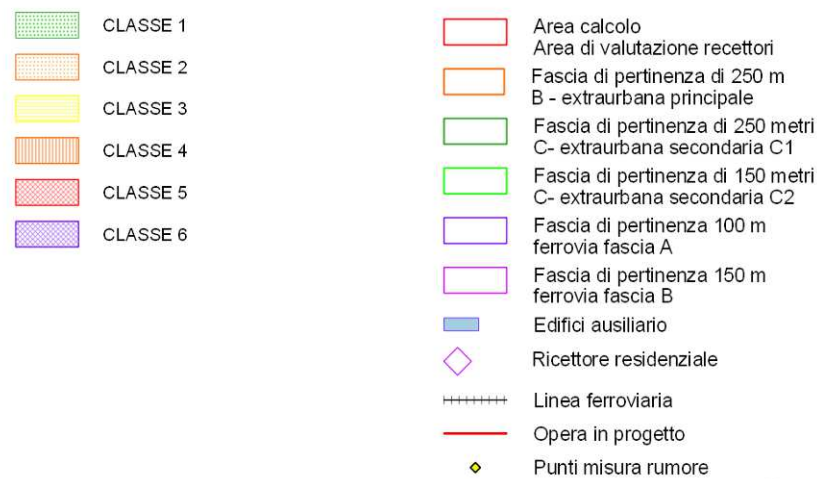 CLASSE 1
CLASSE 2
CLASSE 3
CLASSE 4
CLASSE 5
CLASSE 6
Area calcolo
Area di valutazione recettori
Fascia di pertinenza di 250 m
B - extraurbana principale
Fascia di pertinenza di 250 metri
C- extraurbana secondaria C1
Fascia di pertinenza di 150 metri
C- extraurbana secondaria C2
Fascia di pertinenza 100 m
ferrovia fascia A
Fascia di pertinenza 150 m
ferrovia fascia B
Edifici ausiliario
Ricettore residenziale
Linea ferroviaria
Opera in progetto
Punti misura rumore